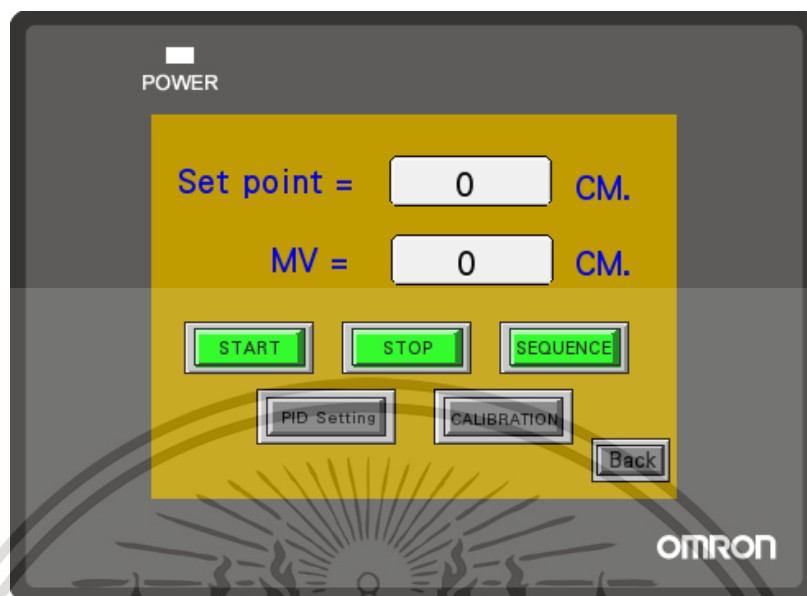 POWER
Set point = 0 CM.
MV = 0 CM.
START STOP SEQUENCE
PID Setting CALIBRATION
Back
OMRON